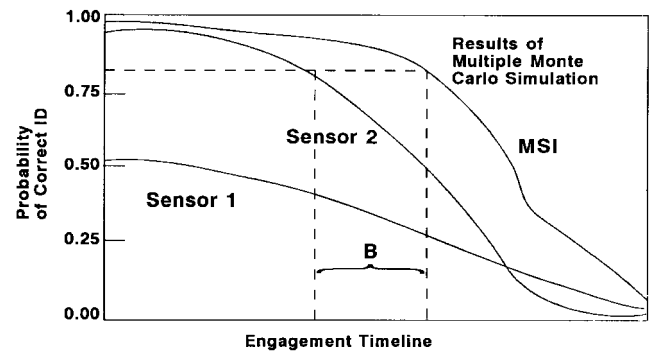 1.00
0.75
0.50
0.25
0.00
Probability
of Correct ID
Results of
Multiple Monte
Carlo Simulation
Sensor 2
MSI
Sensor 1
B
Engagement Timeline